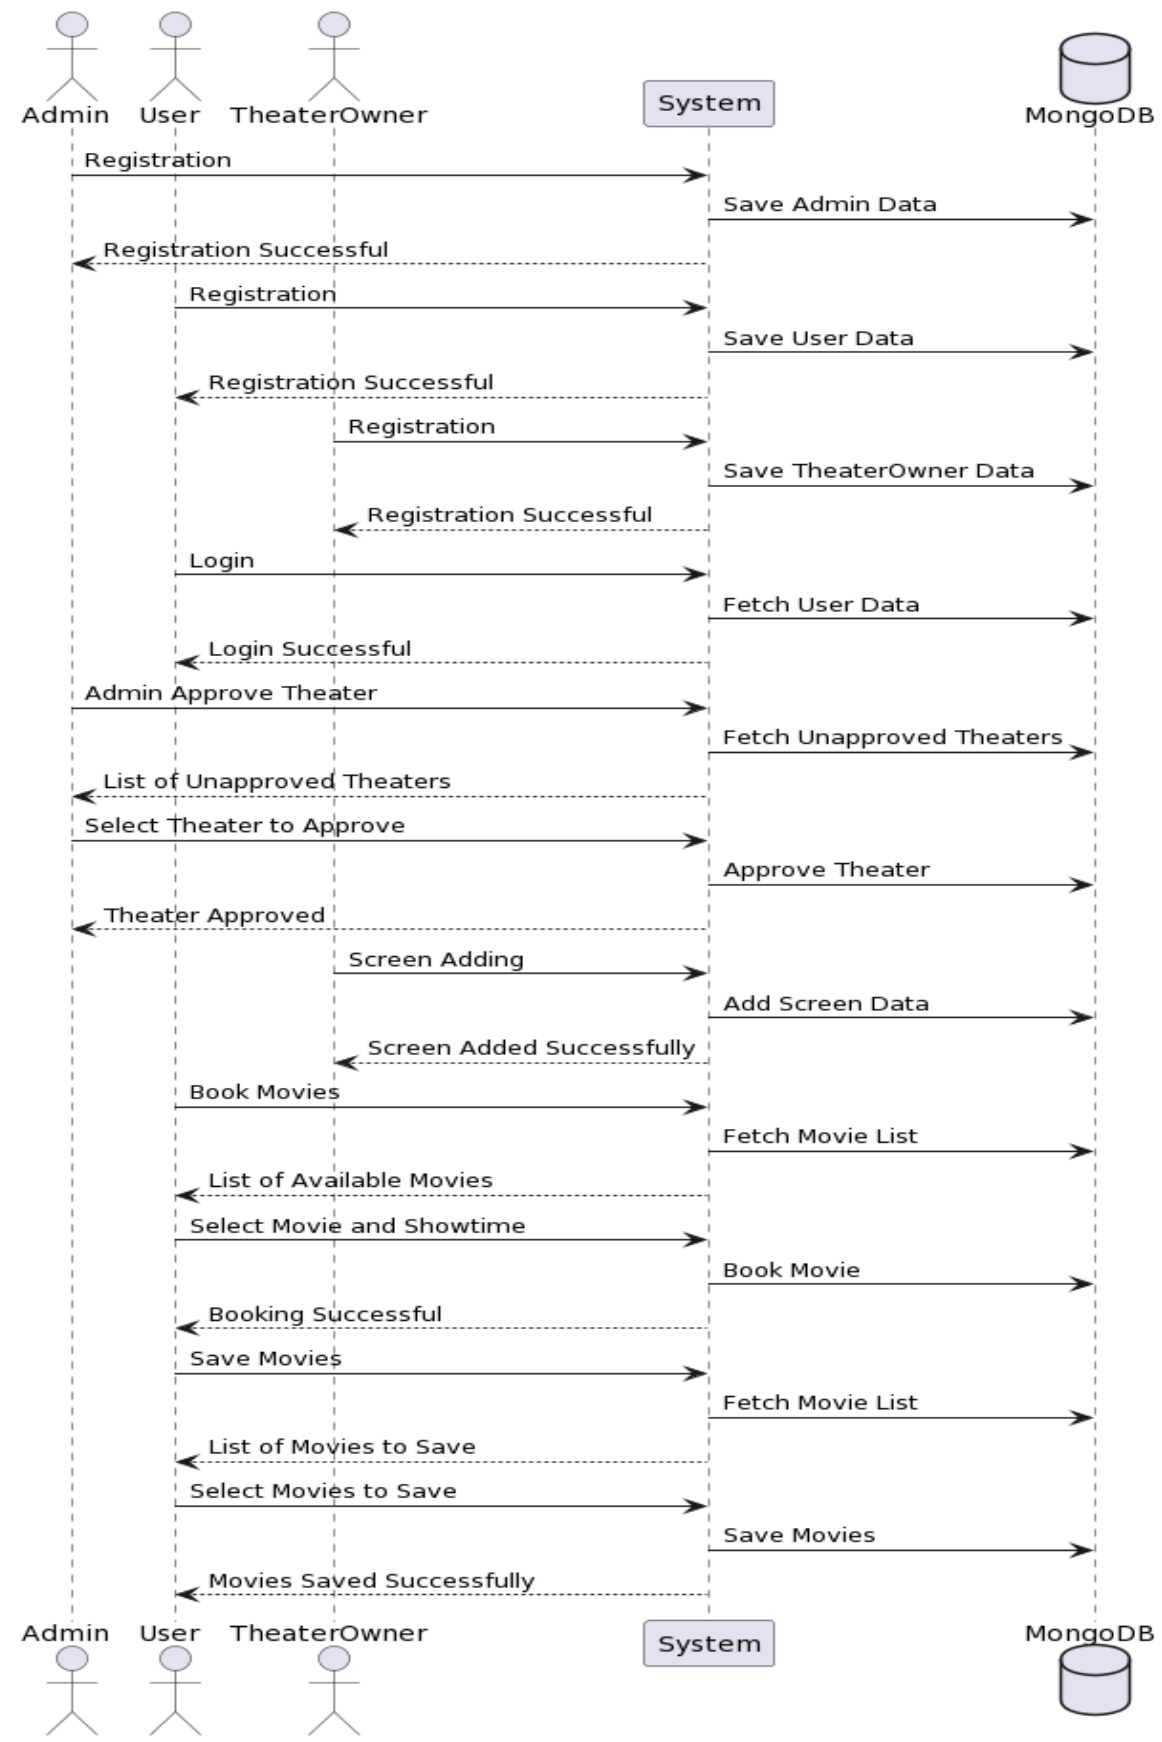 Admin User TheaterOwner System MongoDB
Registration
Save Admin Data
Registration Successful
Registration
Save User Data
Registration Successful
Registration
Save TheaterOwner Data
Registration Successful
Login
Fetch User Data
Login Successful
Admin Approve Theater
Fetch Unapproved Theaters
List of Unapproved Theaters
Select Theater to Approve
Approve Theater
Theater Approved
Screen Adding
Add Screen Data
Screen Added Successfully
Book Movies
Fetch Movie List
List of Available Movies
Select Movie and Showtime
Book Movie
Booking Successful
Save Movies
Fetch Movie List
List of Movies to Save
Select Movies to Save
Save Movies
Movies Saved Successfully
Admin User TheaterOwner System MongoDB